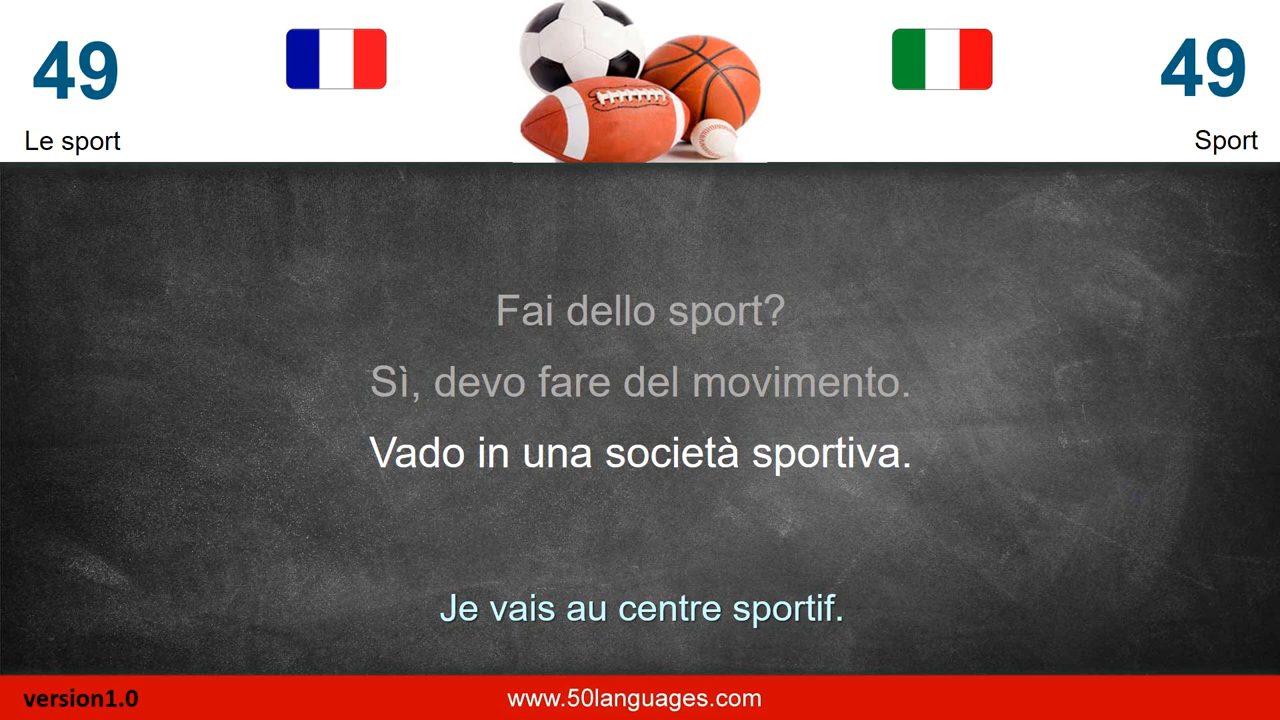 49
49
Le sport
Sport
Fai dello sport?
Sì, devo fare del movimento.
Vado in una società sportiva.
Je vais au centre sportif.
version1.0
www.50languages.com